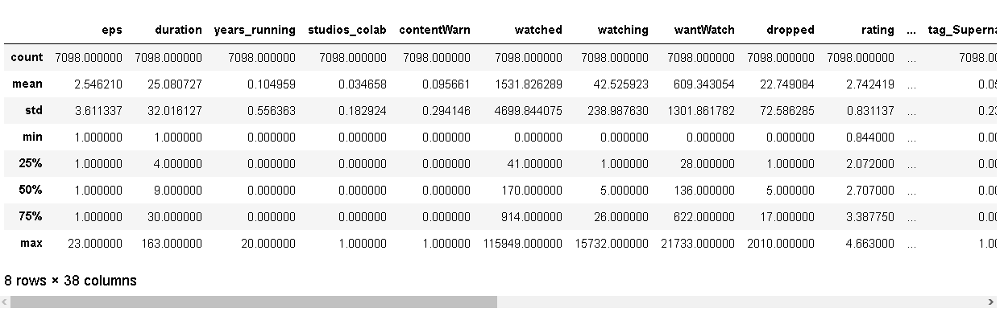 eps duration years_running studios_colab contentWarn watched watching wantWatch dropped rating ... tag_Superna
count 7098.000000 7098.000000 7098.000000 7098.000000 7098.000000 7098.000000 7098.000000 7098.000000 7098.000000 7098.000000 ... 7098.00
mean 2.546210 25.080727 0.104959 0.034658 0.095661 1531.826289 42.525923 609.343054 22.749084 2.742419 ... 0.05
std 3.611337 32.016127 0.556363 0.182924 0.294146 4699.844075 238.987630 1301.861782 72.586285 0.831137 ... 0.23
min 1.000000 1.000000 0.000000 0.000000 0.000000 0.000000 0.000000 0.000000 0.000000 0.844000 ... 0.00
25% 1.000000 4.000000 0.000000 0.000000 0.000000 41.000000 1.000000 28.000000 1.000000 2.072000 ... 0.00
50% 1.000000 9.000000 0.000000 0.000000 0.000000 170.000000 5.000000 136.000000 5.000000 2.707000 ... 0.00
75% 1.000000 30.000000 0.000000 0.000000 0.000000 914.000000 26.000000 622.000000 17.000000 3.387750 ... 0.00
max 23.000000 163.000000 20.000000 1.000000 1.000000 115949.000000 15732.000000 21733.000000 2010.000000 4.663000 ... 1.00
8 rows × 38 columns